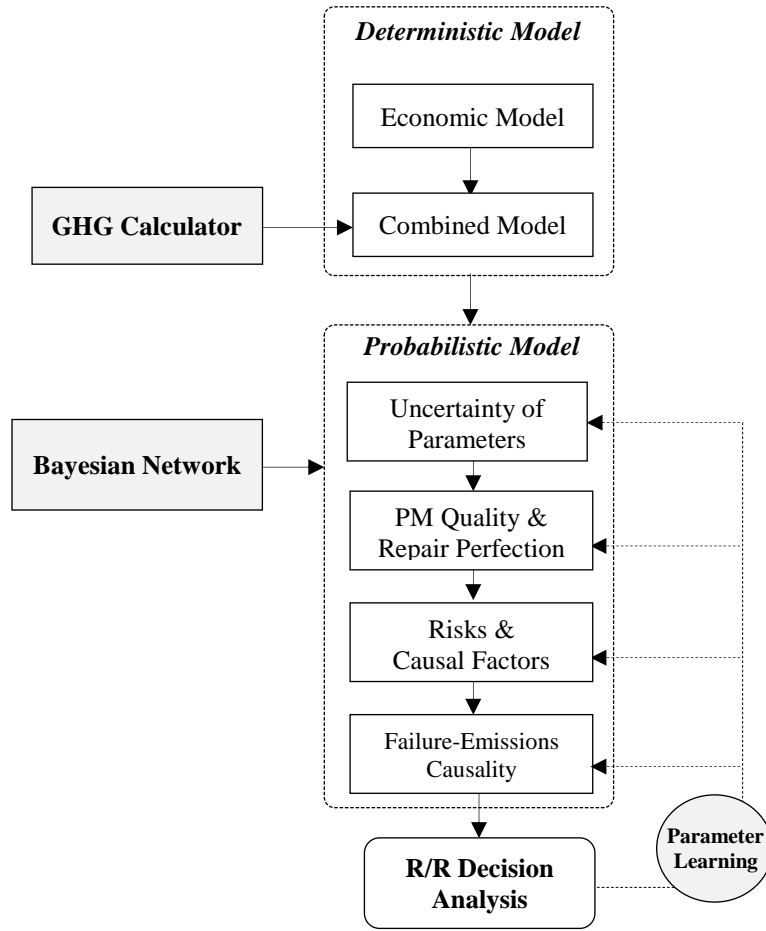 Deterministic Model
Economic Model
GHG Calculator
Combined Model
Probabilistic Model
Uncertainty of
Parameters
Bayesian Network
PM Quality &
Repair Perfection
Risks &
Causal Factors
Failure-Emissions
Causality
Parameter
Learning
R/R Decision
Analysis